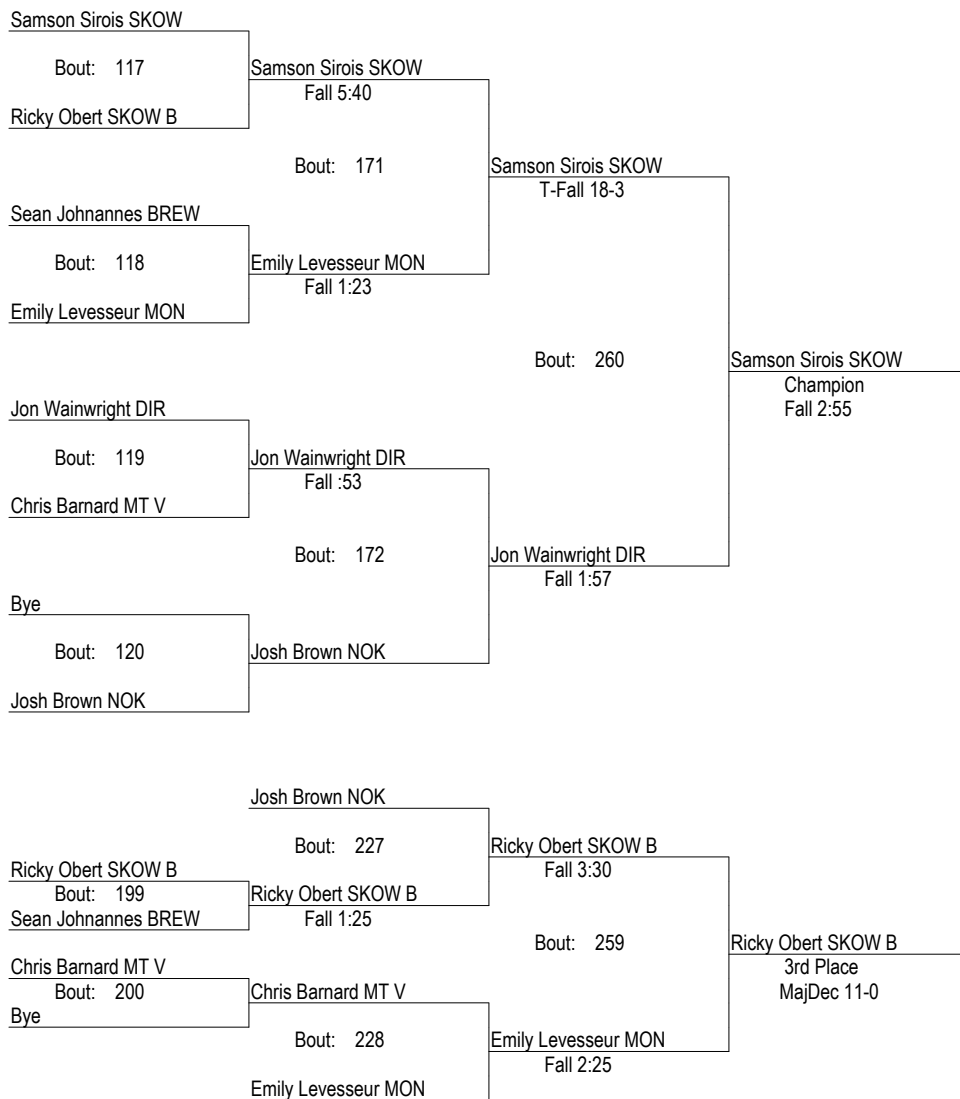 Samson Sirois SKOW
Bout: 117
Samson Sirois SKOW
Fall 5:40
Ricky Obert SKOW B
Bout: 171
Samson Sirois SKOW
T-Fall 18-3
Sean Johnannes BREW
Bout: 118
Emily Levesseur MON
Fall 1:23
Emily Levesseur MON
Bout: 260
Samson Sirois SKOW
Champion
Fall 2:55
Jon Wainwright DIR
Bout: 119
Jon Wainwright DIR
Fall :53
Chris Barnard MT V
Bout: 172
Jon Wainwright DIR
Fall 1:57
Bye
Bout: 120
Josh Brown NOK
Josh Brown NOK
Josh Brown NOK
Bout: 227
Ricky Obert SKOW B
Fall 3:30
Ricky Obert SKOW B
Bout: 199
Ricky Obert SKOW B
Fall 1:25
Sean Johnannes BREW
Bout: 259
Ricky Obert SKOW B
3rd Place
MajDec 11-0
Chris Barnard MT V
Bout: 200
Chris Barnard MT V
Bye
Bout: 228
Emily Levesseur MON
Fall 2:25
Emily Levesseur MON